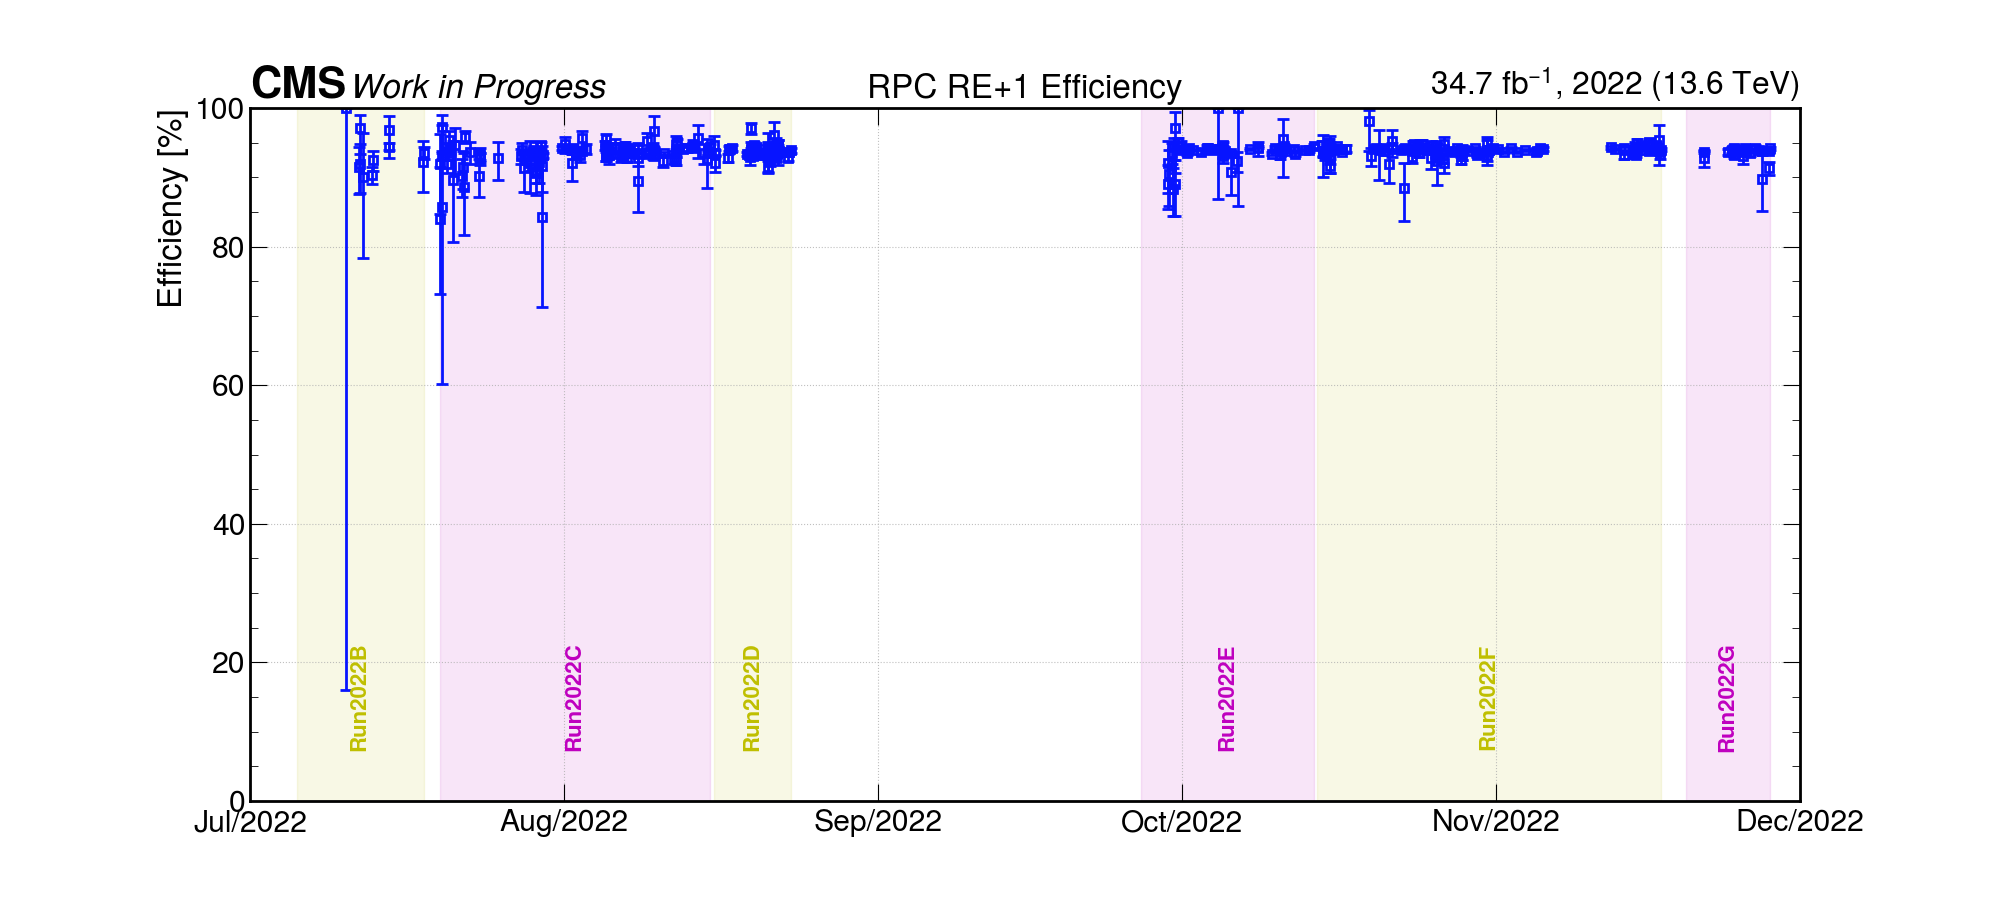 CMS Work in Progress RPC RE+1 Efficiency 34.7 fb⁻¹, 2022 (13.6 TeV)
Efficiency [%]
100
80
60
40
20
0
Run2022B Run2022C Run2022D Run2022E Run2022F Run2022G
Jul/2022 Aug/2022 Sep/2022 Oct/2022 Nov/2022 Dec/2022